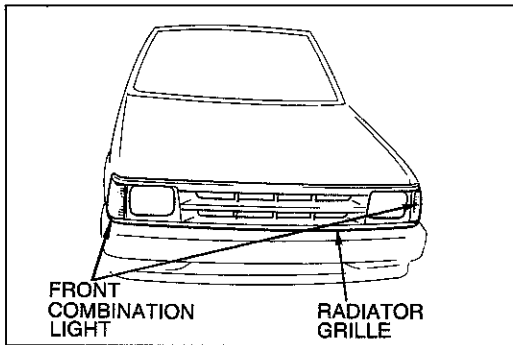 FRONT
COMBINATION
LIGHT
RADIATOR
GRILLE